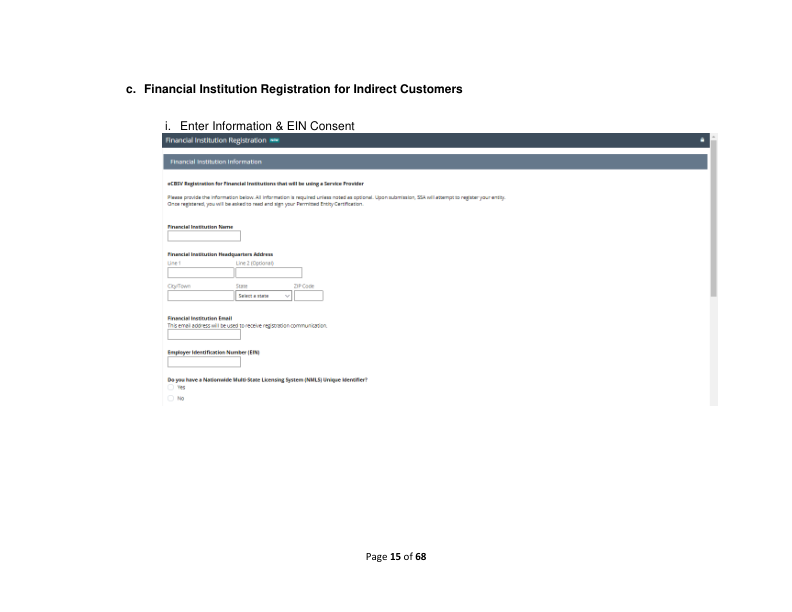 c. Financial Institution Registration for Indirect Customers
i. Enter Information & EIN Consent
Financial Institution Registration
Financial Institution Information
eCBSV Registration for Financial Institutions that will be using a Service Provider
Please provide the information below. All information is required unless noted as optional. Upon submission, SSA will attempt to register your entity.
Once registered, you will be asked to read and sign your Permitted Entity Certification.
Financial Institution Name
Financial Institution Headquarters Address
Line 1 Line 2 (Optional)
City/Town State ZIP Code
Select a state
Financial Institution Email
This email address will be used to receive registration communication.
Employer Identification Number (EIN)
Do you have a Nationwide Multi-State Licensing System (NMLS) Unique Identifier?
Yes
No
Page 15 of 68